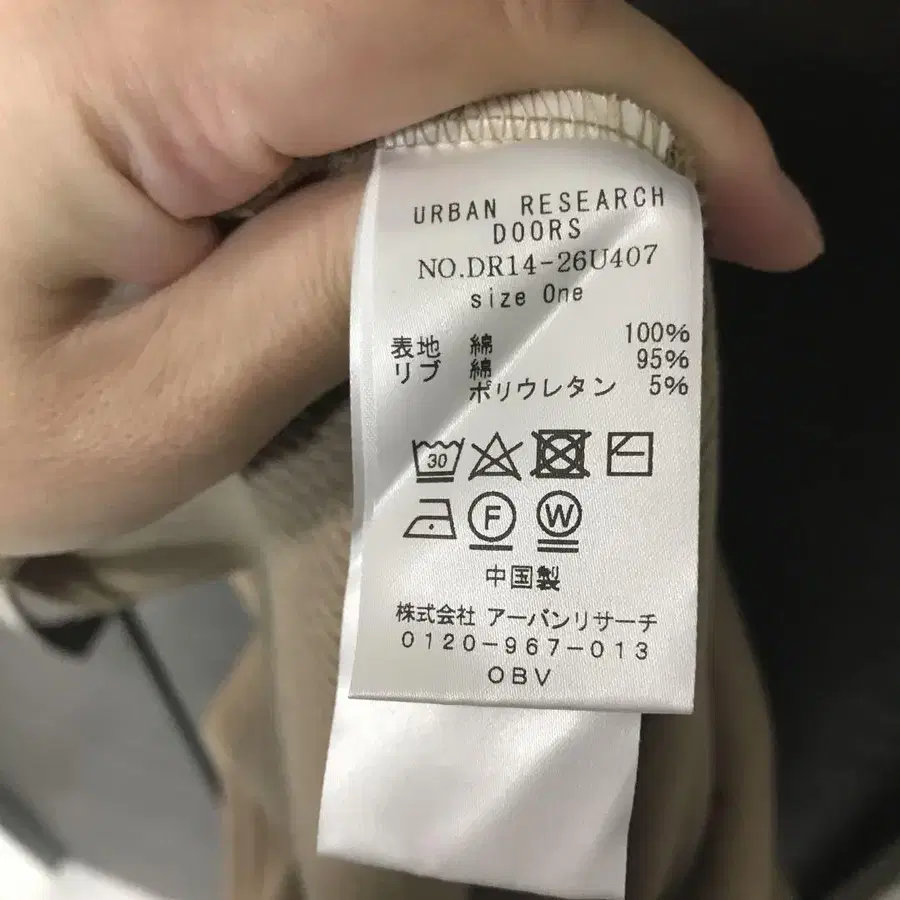 URBAN RESEARCH
DOORS
NO.DR14-26U407
size One
表地 綿 100%
リブ 綿 95%
ポリウレタン 5%
30
F W
中国製
株式会社 アーバンリサーチ
0120-967-013
OBV